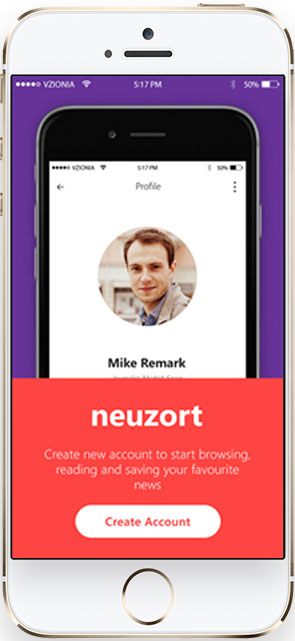 VZIONIA 5:17 PM 50%
VZIONIA 5:17 PM 50%
Profile
Mike Remark
neuzort
Create new account to start browsing,
reading and saving your favourite
news
Create Account